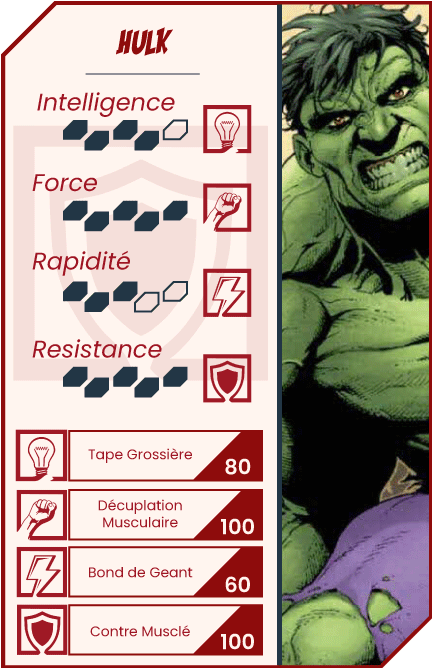 HULK
Intelligence
Force
Rapidité
Resistance
Tape Grossière
80
Décuplation
Musculaire
100
Bond de Geant
60
Contre Musclé
100